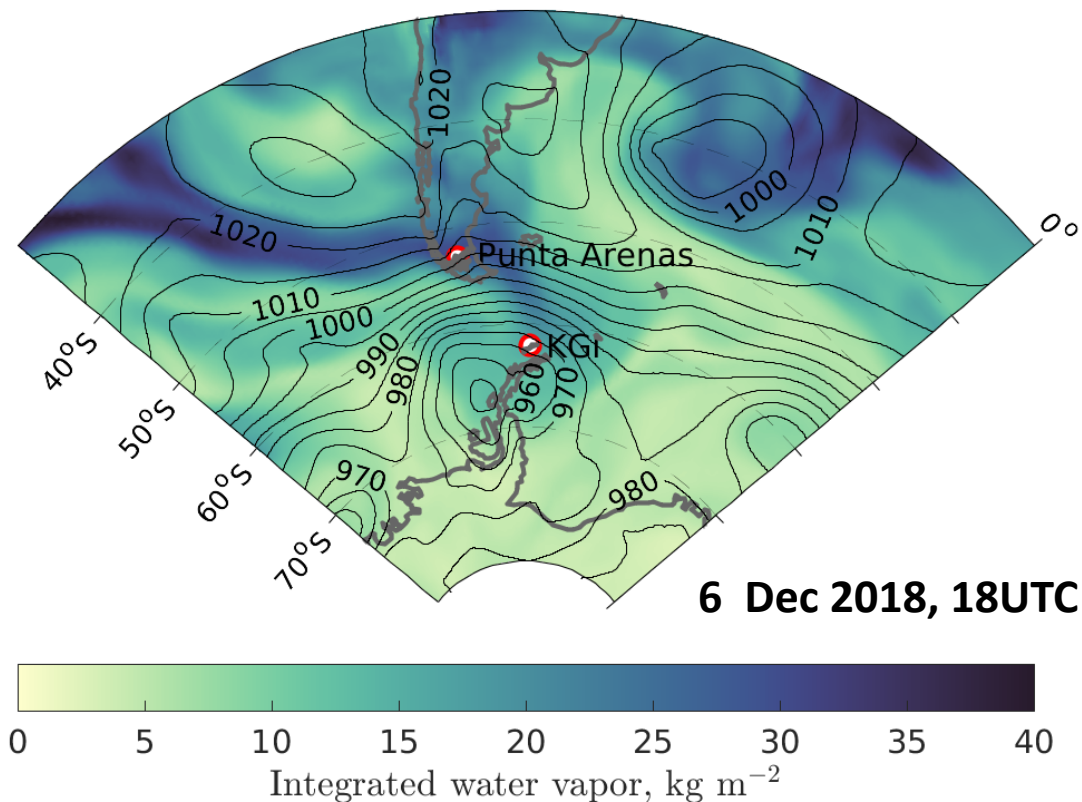 1020
1000
1010
0°
1020
Punta Arenas
1010
1000
990
KGI
980
960
970
40°S
50°S
60°S
70°S
970
980
6 Dec 2018, 18UTC
0 5 10 15 20 25 30 35 40
Integrated water vapor, kg m⁻²